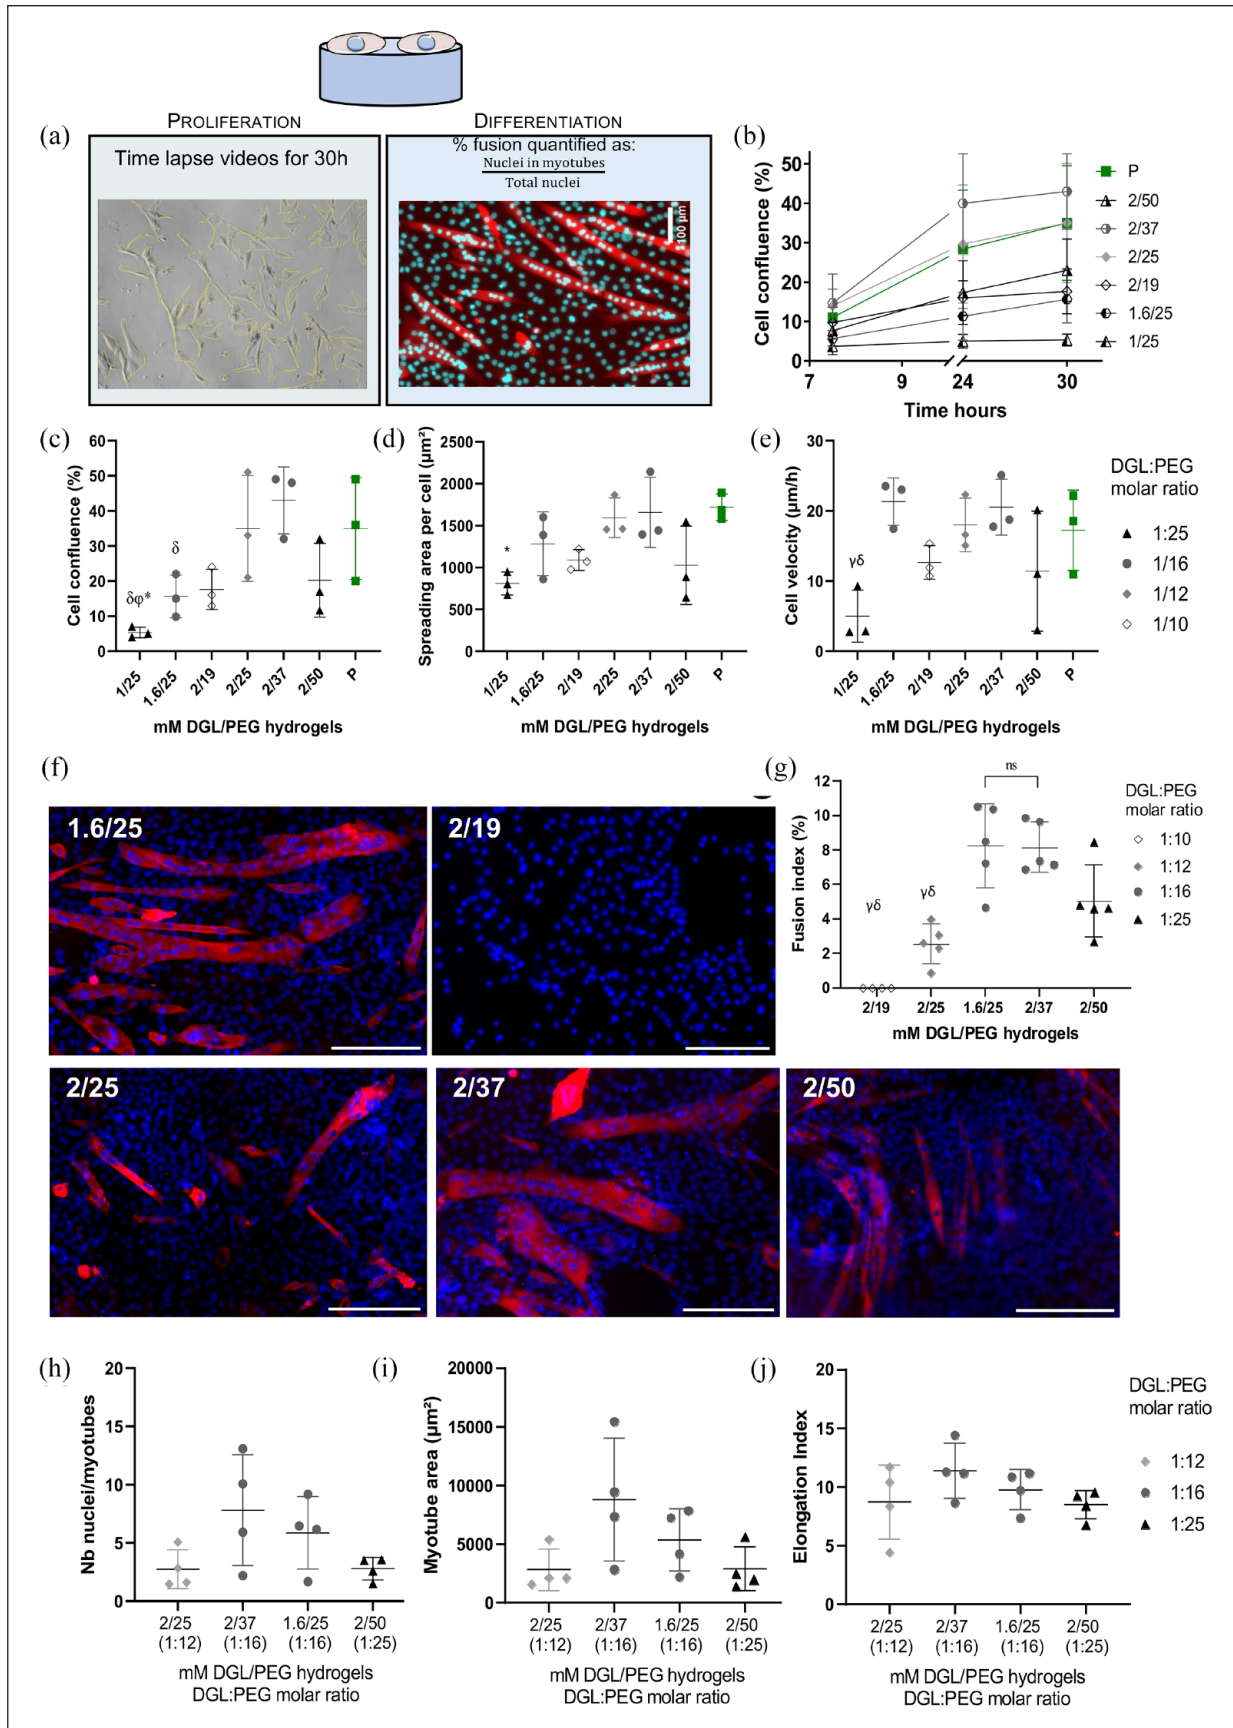 (a)
PROLIFERATION
Time lapse videos for 30h
DIFFERENTIATION
% fusion quantified as:
Nuclei in myotubes
Total nuclei
100 µm
(b)
Cell confluence (%)
50
40
30
20
10
0
7
9
24
30
Time hours
P
2/50
2/37
2/25
2/19
1.6/25
1/25
(c)
Cell confluence (%)
60
50
40
30
20
10
0
δφ*
δ
1/25
1.6/25
2/19
2/25
2/37
2/50
P
mM DGL/PEG hydrogels
(d)
Spreading area per cell (µm²)
2500
2000
1500
1000
500
0
*
1/25
1.6/25
2/19
2/25
2/37
2/50
P
mM DGL/PEG hydrogels
(e)
Cell velocity (µm/h)
30
20
10
0
γδ
1/25
1.6/25
2/19
2/25
2/37
2/50
P
mM DGL/PEG hydrogels
DGL:PEG
molar ratio
1:25
1/16
1/12
1/10
(f)
1.6/25
2/19
2/25
2/37
2/50
(g)
Fusion index (%)
12
10
8
6
4
2
0
γδ
γδ
ns
2/19
2/25
1.6/25
2/37
2/50
mM DGL/PEG hydrogels
DGL:PEG
molar ratio
1:10
1:12
1:16
1:25
(h)
Nb nuclei/myotubes
20
15
10
5
0
2/25 2/37 1.6/25 2/50
(1:12) (1:16) (1:16) (1:25)
mM DGL/PEG hydrogels
DGL:PEG molar ratio
(i)
Myotube area (µm²)
20000
15000
10000
5000
0
2/25 2/37 1.6/25 2/50
(1:12) (1:16) (1:16) (1:25)
mM DGL/PEG hydrogels
DGL:PEG molar ratio
(j)
Elongation Index
20
15
10
5
0
2/25 2/37 1.6/25 2/50
(1:12) (1:16) (1:16) (1:25)
mM DGL/PEG hydrogels
DGL:PEG molar ratio
DGL:PEG
molar ratio
1:12
1:16
1:25